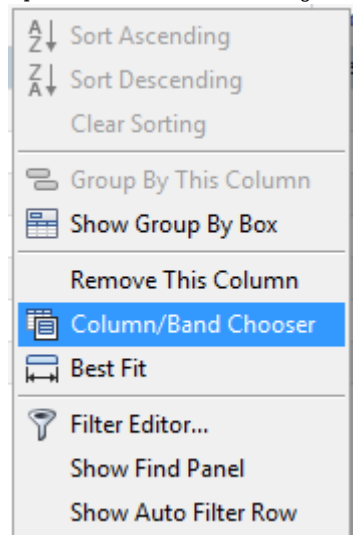 Sort Ascending
Sort Descending
Clear Sorting
Group By This Column
Show Group By Box
Remove This Column
Column/Band Chooser
Best Fit
Filter Editor...
Show Find Panel
Show Auto Filter Row